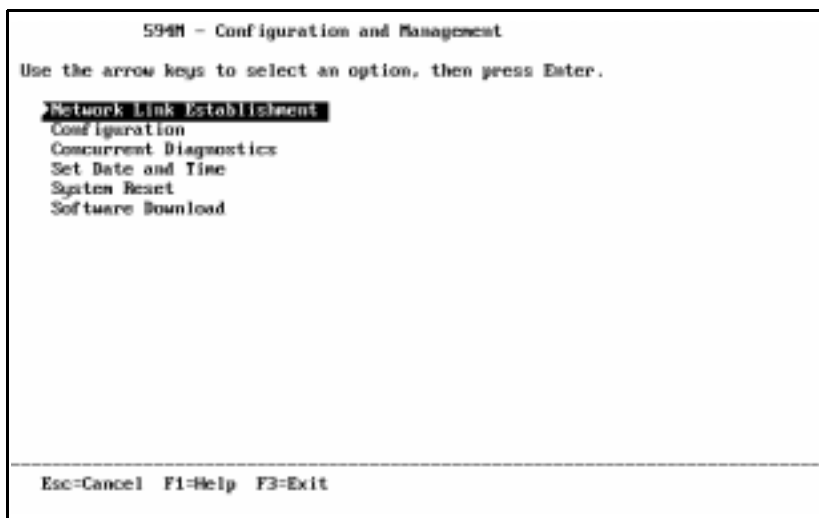 594M - Configuration and Management
Use the arrow keys to select an option, then press Enter.
Network Link Establishment
Configuration
Concurrent Diagnostics
Set Date and Time
System Reset
Software Download
Esc=Cancel F1=Help F3=Exit